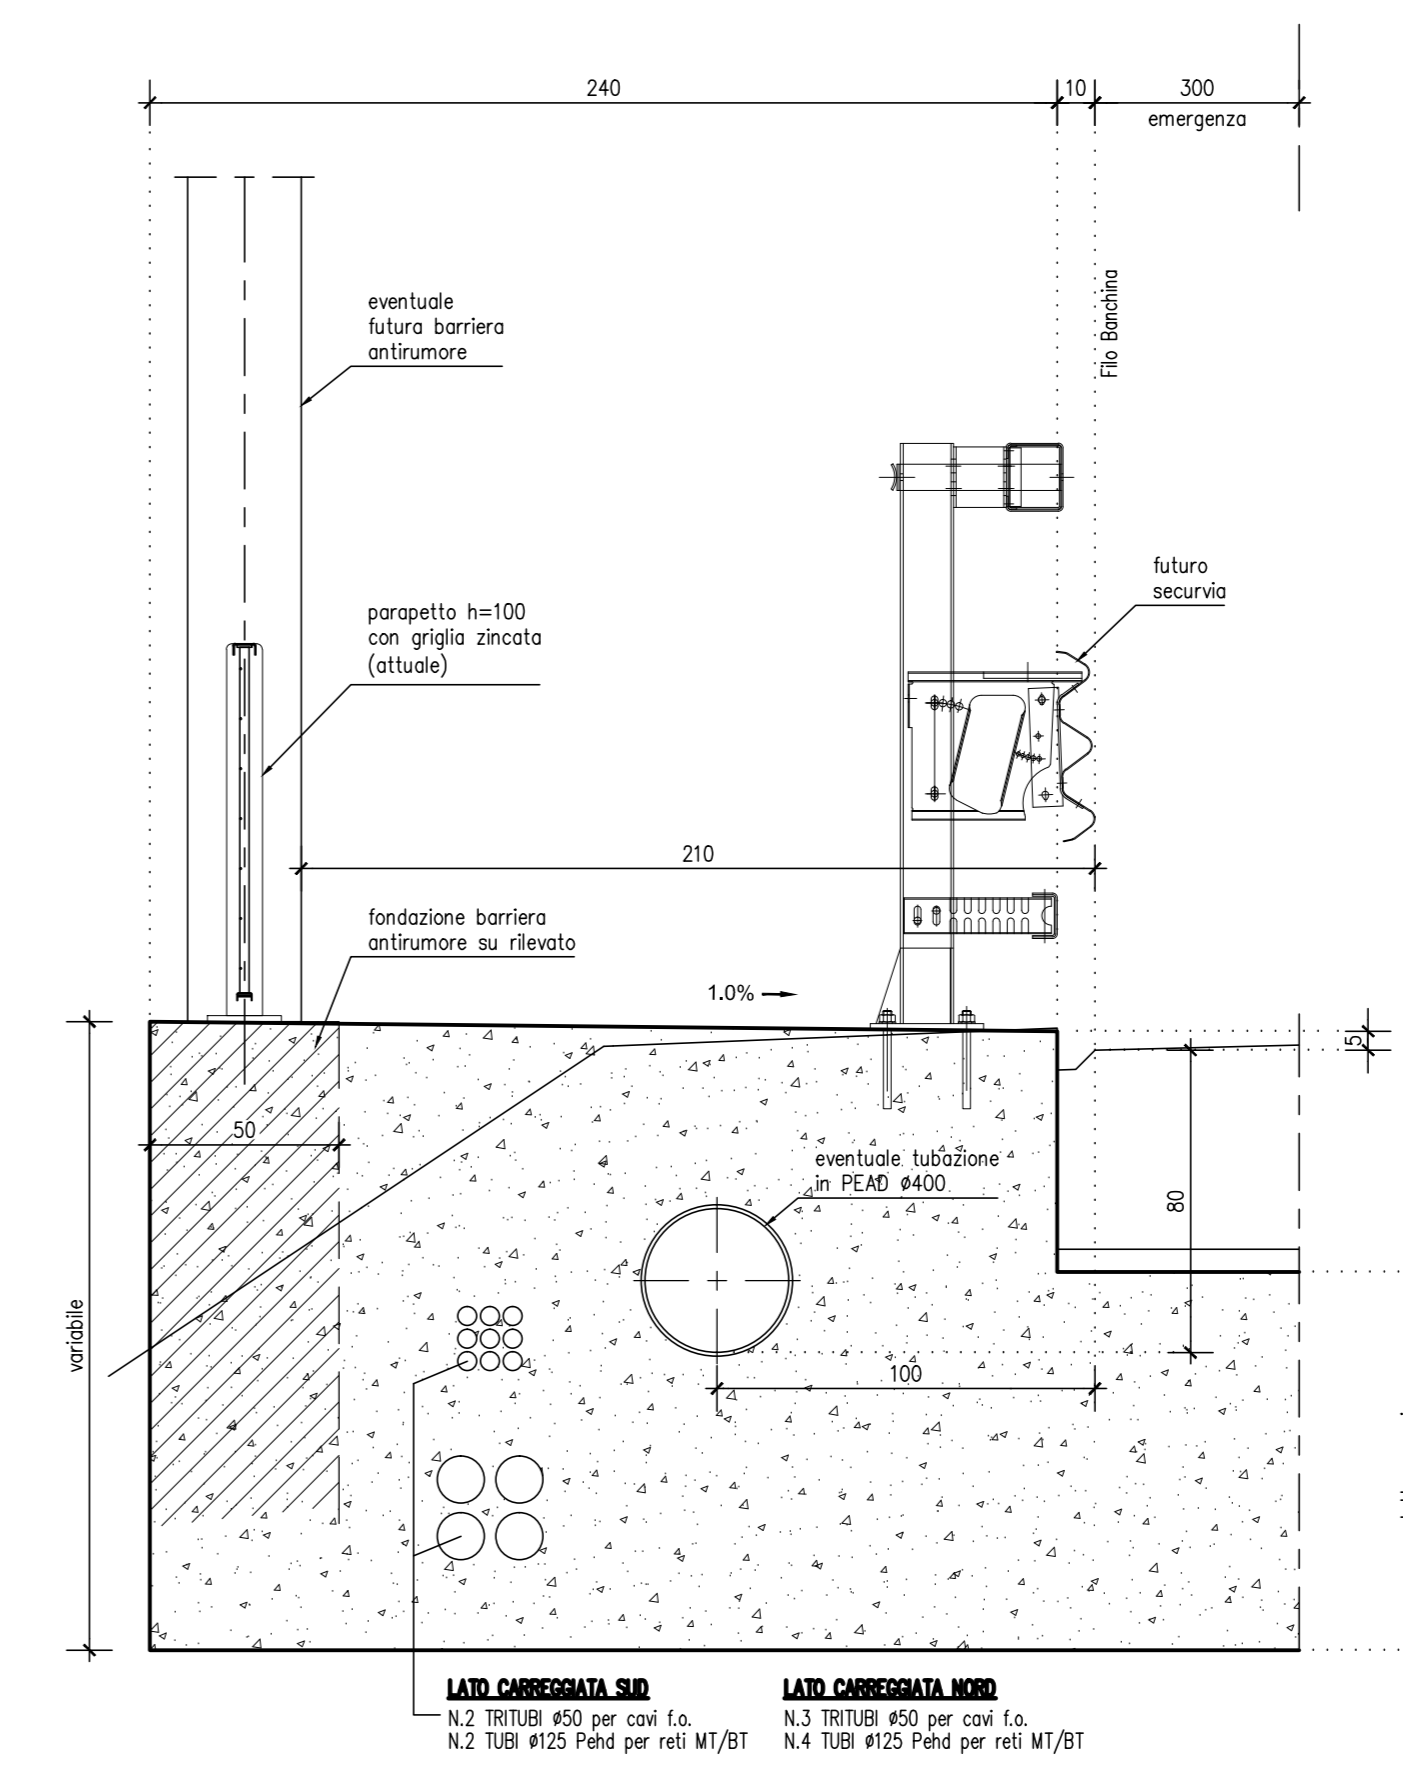 240
10
300
emergenza
Filo Banchina
eventuale
futura barriera
antirumore
futuro
securvia
parapetto h=100
con griglia zincata
(attuale)
210
fondazione barriera
antirumore su rilevato
1.0%
5
50
eventuale tubazione
in PEAD ø400
80
variabile
100
LATO CARREGGIATA SUD
N.2 TRITUBI ø50 per cavi f.o.
N.2 TUBI ø125 Pehd per reti MT/BT
LATO CARREGGIATA NORD
N.3 TRITUBI ø50 per cavi f.o.
N.4 TUBI ø125 Pehd per reti MT/BT